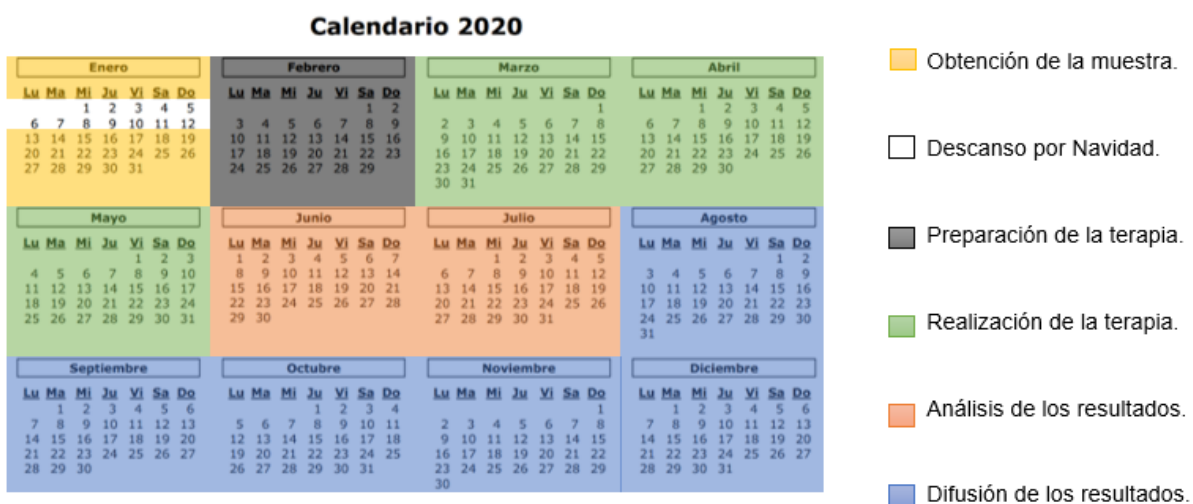 Calendario 2020
Enero
Lu Ma Mi Ju Vi Sa Do
1 2 3 4 5
6 7 8 9 10 11 12
13 14 15 16 17 18 19
20 21 22 23 24 25 26
27 28 29 30 31
Febrero
Lu Ma Mi Ju Vi Sa Do
1 2
3 4 5 6 7 8 9
10 11 12 13 14 15 16
17 18 19 20 21 22 23
24 25 26 27 28 29
Marzo
Lu Ma Mi Ju Vi Sa Do
1
2 3 4 5 6 7 8
9 10 11 12 13 14 15
16 17 18 19 20 21 22
23 24 25 26 27 28 29
30 31
Abril
Lu Ma Mi Ju Vi Sa Do
1 2 3 4 5
6 7 8 9 10 11 12
13 14 15 16 17 18 19
20 21 22 23 24 25 26
27 28 29 30
Mayo
Lu Ma Mi Ju Vi Sa Do
1 2 3
4 5 6 7 8 9 10
11 12 13 14 15 16 17
18 19 20 21 22 23 24
25 26 27 28 29 30 31
Junio
Lu Ma Mi Ju Vi Sa Do
1 2 3 4 5 6 7
8 9 10 11 12 13 14
15 16 17 18 19 20 21
22 23 24 25 26 27 28
29 30
Julio
Lu Ma Mi Ju Vi Sa Do
1 2 3 4 5
6 7 8 9 10 11 12
13 14 15 16 17 18 19
20 21 22 23 24 25 26
27 28 29 30 31
Agosto
Lu Ma Mi Ju Vi Sa Do
1 2
3 4 5 6 7 8 9
10 11 12 13 14 15 16
17 18 19 20 21 22 23
24 25 26 27 28 29 30
31
Septiembre
Lu Ma Mi Ju Vi Sa Do
1 2 3 4 5 6
7 8 9 10 11 12 13
14 15 16 17 18 19 20
21 22 23 24 25 26 27
28 29 30
Octubre
Lu Ma Mi Ju Vi Sa Do
1 2 3 4
5 6 7 8 9 10 11
12 13 14 15 16 17 18
19 20 21 22 23 24 25
26 27 28 29 30 31
Noviembre
Lu Ma Mi Ju Vi Sa Do
1
2 3 4 5 6 7 8
9 10 11 12 13 14 15
16 17 18 19 20 21 22
23 24 25 26 27 28 29
30
Diciembre
Lu Ma Mi Ju Vi Sa Do
1 2 3 4 5 6
7 8 9 10 11 12 13
14 15 16 17 18 19 20
21 22 23 24 25 26 27
28 29 30 31
Obtención de la muestra.
Descanso por Navidad.
Preparación de la terapia.
Realización de la terapia.
Análisis de los resultados.
Difusión de los resultados.